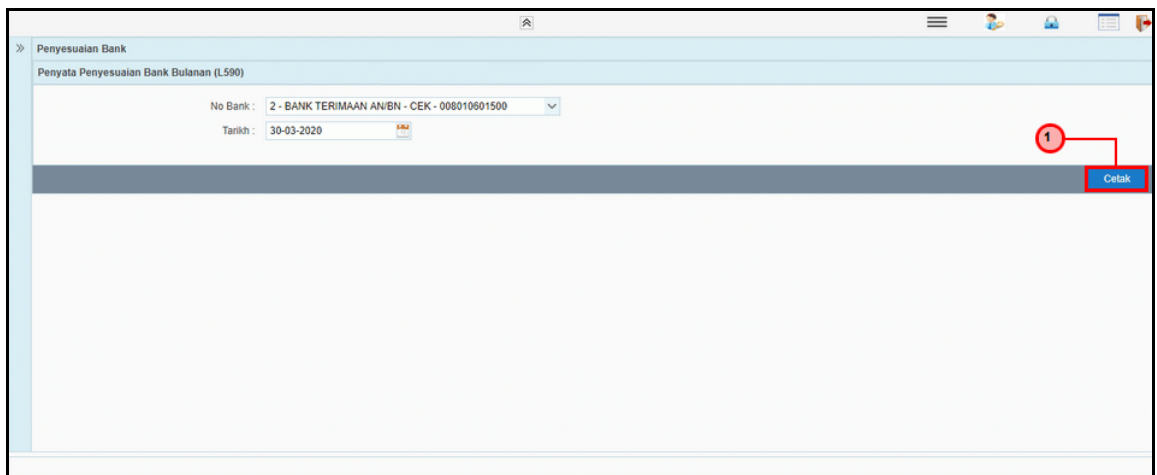 Penyesuaian Bank
Penyata Penyesuaian Bank Bulanan (L590)
No Bank : 2 - BANK TERIMAAN AN/BN - CEK - 008010601500
Tarikh : 30-03-2020
1
Cetak